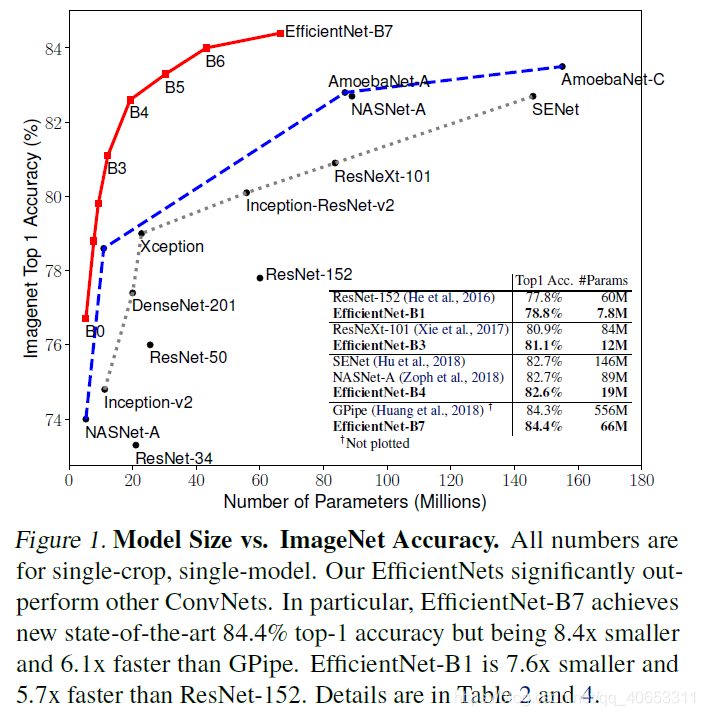 84
82
80
78
76
74
Imagenet Top 1 Accuracy (%)
EfficientNet-B7
B6
B5
B4
B3
B0
AmoebaNet-A
AmoebaNet-C
NASNet-A
SENet
ResNeXt-101
Inception-ResNet-v2
Xception
ResNet-152
DenseNet-201
ResNet-50
Inception-v2
NASNet-A
ResNet-34
Top1 Acc. #Params
ResNet-152 (He et al., 2016) 77.8% 60M
EfficientNet-B1 78.8% 7.8M
ResNeXt-101 (Xie et al., 2017) 80.9% 84M
EfficientNet-B3 81.1% 12M
SENet (Hu et al., 2018) 82.7% 146M
NASNet-A (Zoph et al., 2018) 82.7% 89M
EfficientNet-B4 82.6% 19M
GPipe (Huang et al., 2018) † 84.3% 556M
EfficientNet-B7 84.4% 66M
†Not plotted
0 20 40 60 80 100 120 140 160 180
Number of Parameters (Millions)
Figure 1. Model Size vs. ImageNet Accuracy. All numbers are
for single-crop, single-model. Our EfficientNets significantly out-
perform other ConvNets. In particular, EfficientNet-B7 achieves
new state-of-the-art 84.4% top-1 accuracy but being 8.4x smaller
and 6.1x faster than GPipe. EfficientNet-B1 is 7.6x smaller and
5.7x faster than ResNet-152. Details are in Table 2 and 4.